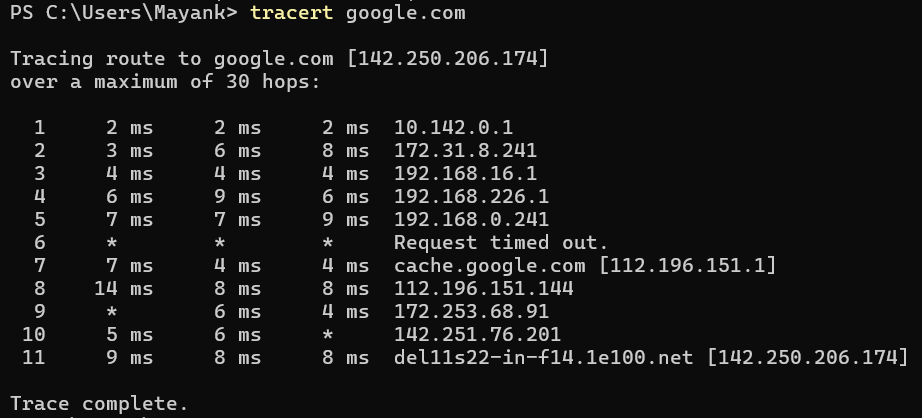 PS C:\Users\Mayank> tracert google.com
Tracing route to google.com [142.250.206.174]
over a maximum of 30 hops:
1 2 ms 2 ms 2 ms 10.142.0.1
2 3 ms 6 ms 8 ms 172.31.8.241
3 4 ms 4 ms 4 ms 192.168.16.1
4 6 ms 9 ms 6 ms 192.168.226.1
5 7 ms 7 ms 9 ms 192.168.0.241
6 * * * Request timed out.
7 7 ms 4 ms 4 ms cache.google.com [112.196.151.1]
8 14 ms 8 ms 8 ms 112.196.151.144
9 * 6 ms 4 ms 172.253.68.91
10 5 ms 6 ms * 142.251.76.201
11 9 ms 8 ms 8 ms del11s22-in-f14.1e100.net [142.250.206.174]
Trace complete.